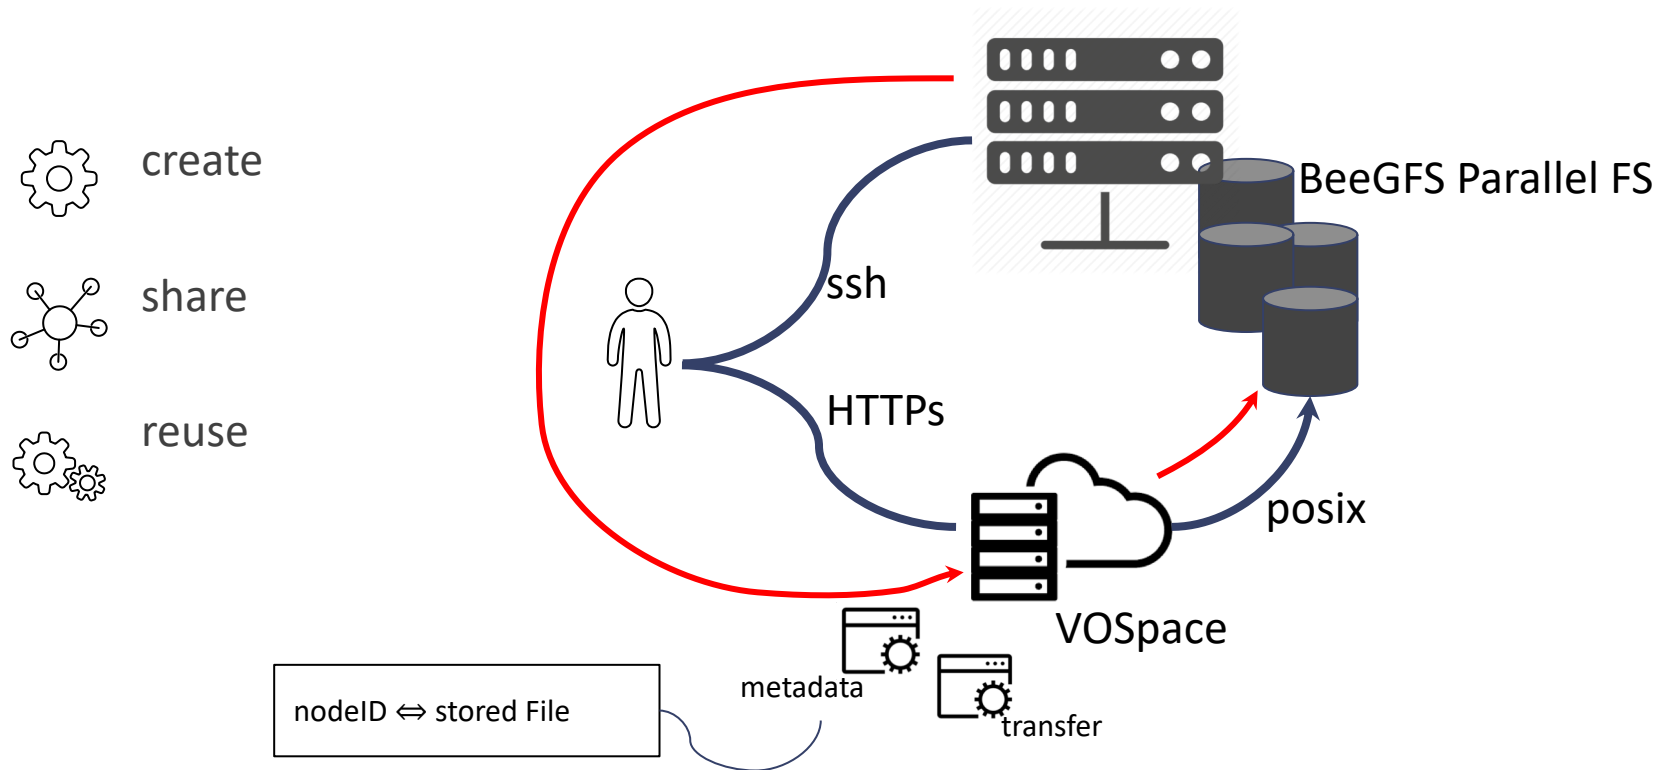 create
share
reuse
BeeGFS Parallel FS
ssh
HTTPs
posix
VOSpace
metadata
transfer
nodeID ⇔ stored File